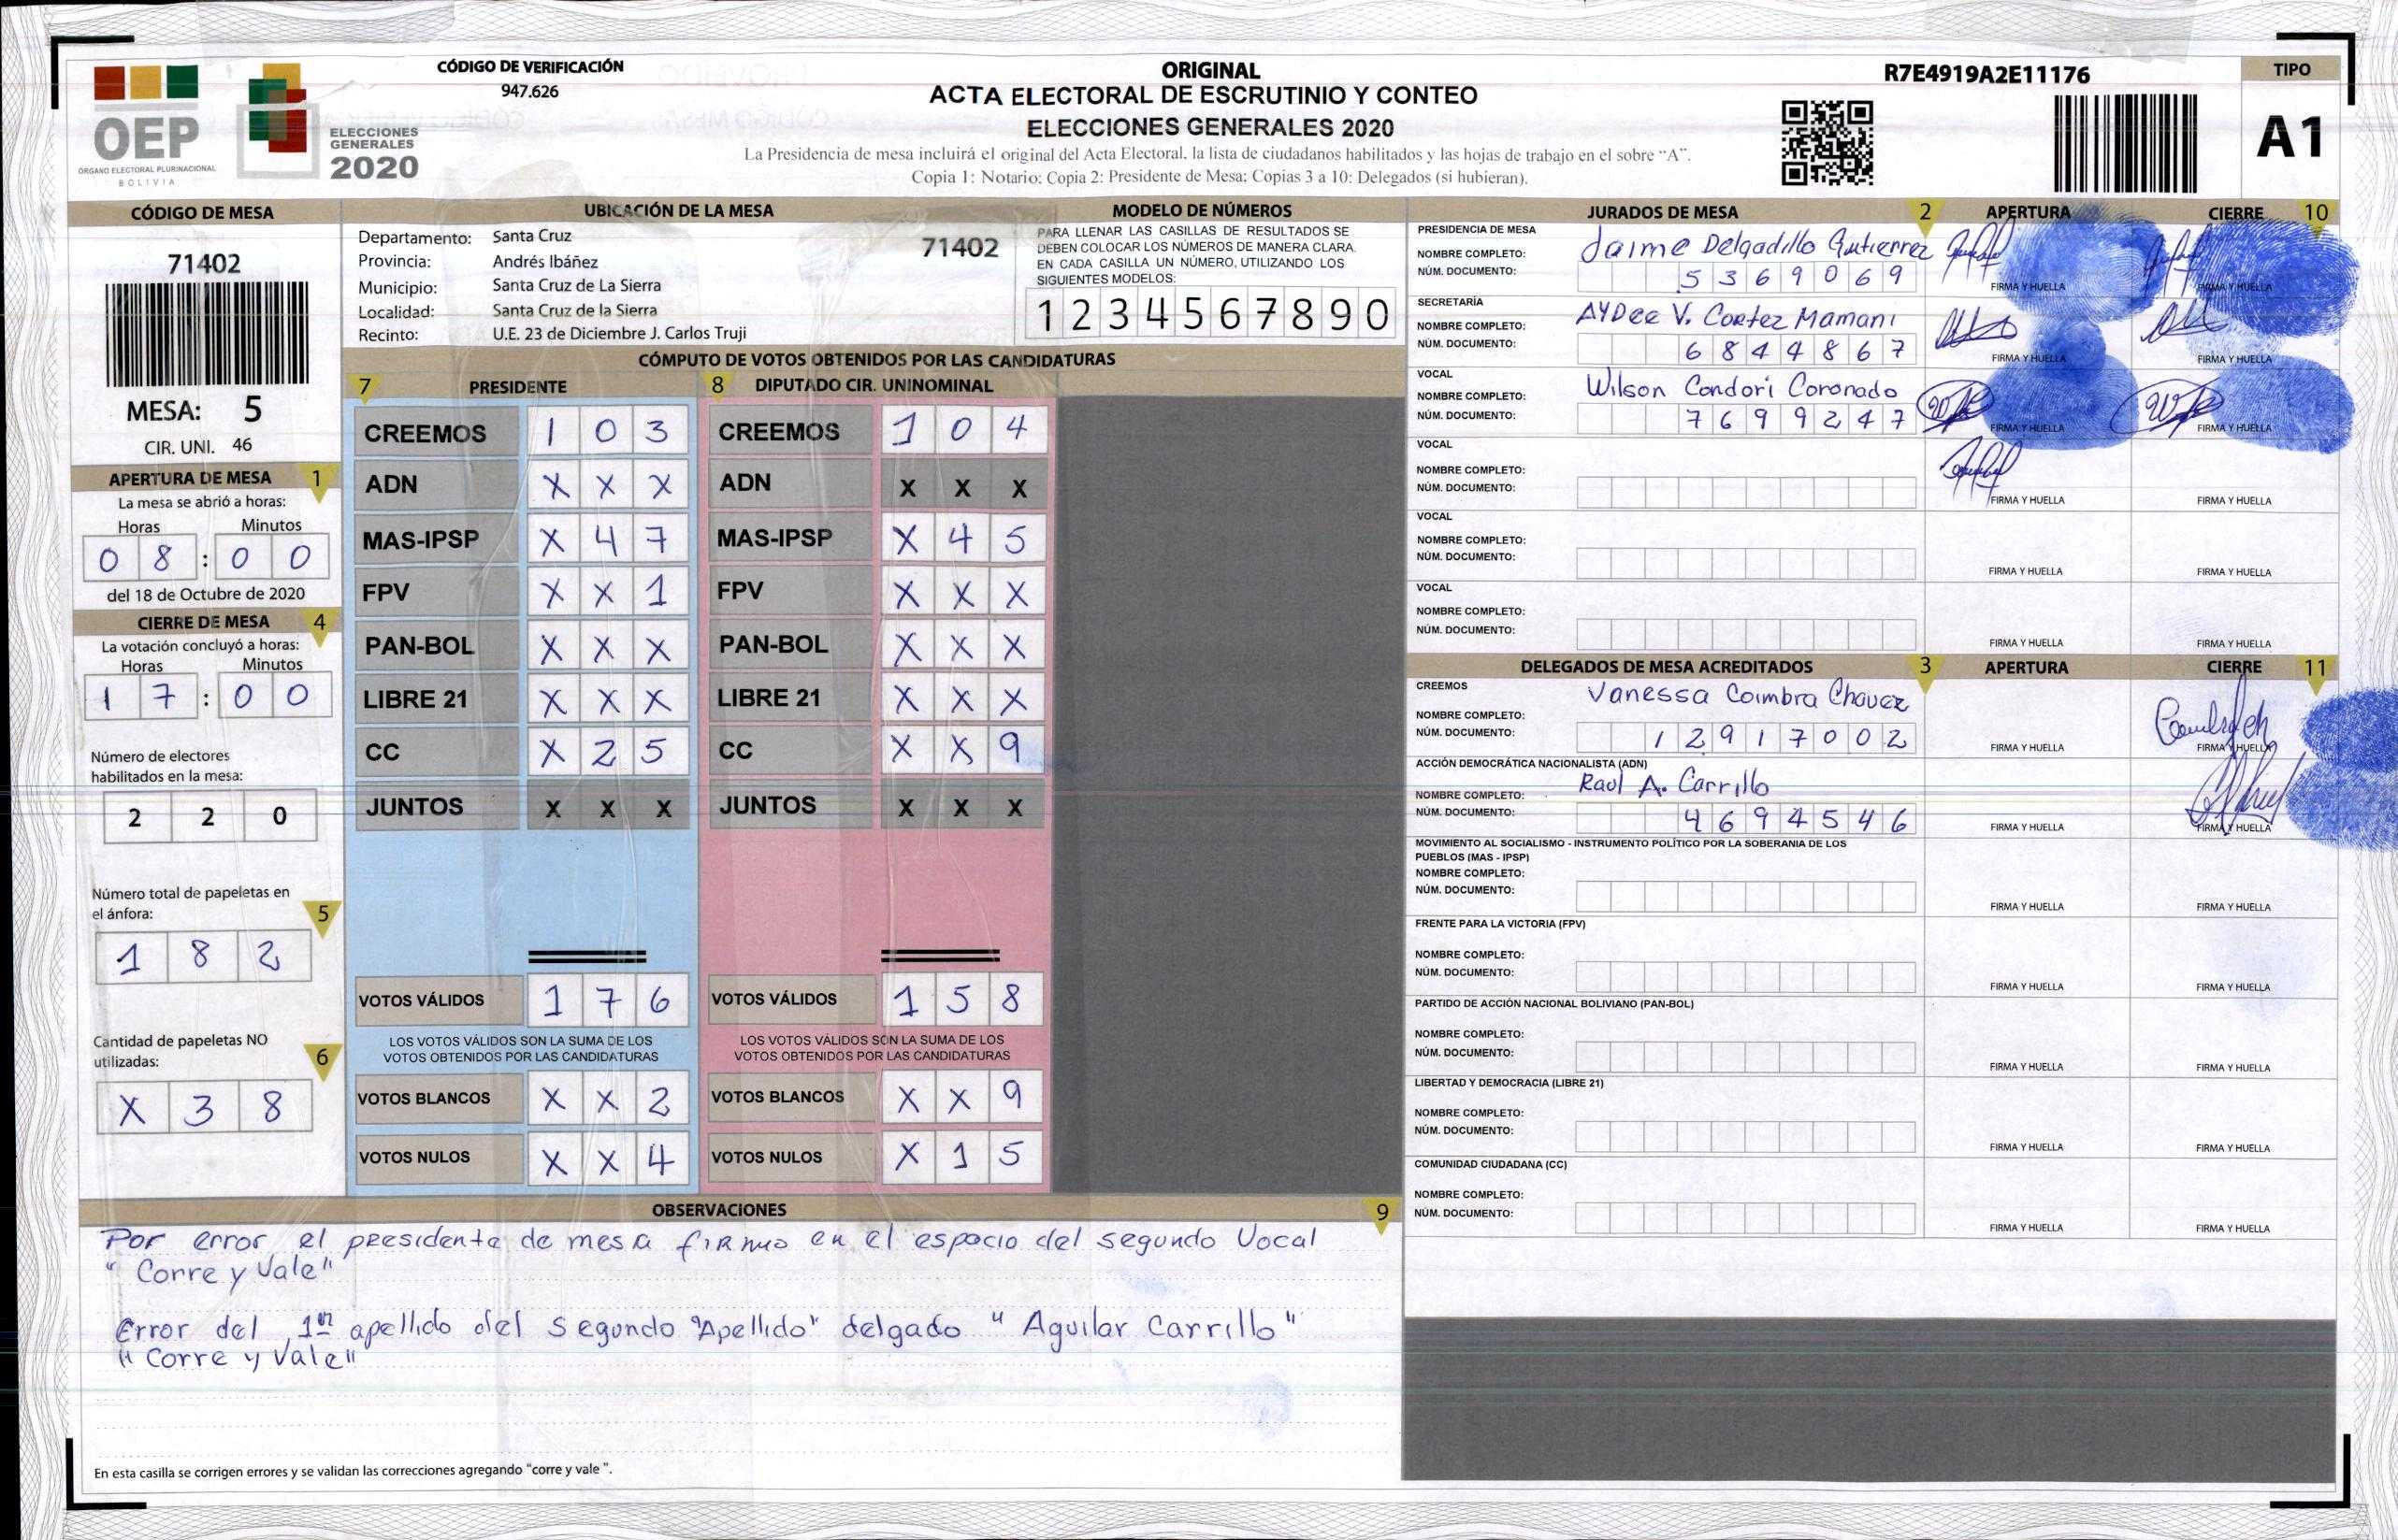 CÓDIGO DE VERIFICACIÓN
947.626
OEP
ÓRGANO ELECTORAL PLURINACIONAL
BOLIVIA
ELECCIONES
GENERALES
2020
ORIGINAL
ACTA ELECTORAL DE ESCRUTINIO Y CONTEO
ELECCIONES GENERALES 2020
La Presidencia de mesa incluirá el original del Acta Electoral, la lista de ciudadanos habilitados y las hojas de trabajo en el sobre "A".
Copia 1: Notario; Copia 2: Presidente de Mesa; Copias 3 a 10: Delegados (si hubieran).
R7E4919A2E11176
TIPO
A1
CÓDIGO DE MESA
71402
MESA: 5
CIR. UNI. 46
APERTURA DE MESA 1
La mesa se abrió a horas:
Horas Minutos
0 8 : 0 0
del 18 de Octubre de 2020
CIERRE DE MESA 4
La votación concluyó a horas:
Horas Minutos
1 7 : 0 0
Número de electores
habilitados en la mesa:
2 2 0
Número total de papeletas en
el ánfora: 5
1 8 2
Cantidad de papeletas NO
utilizadas: 6
X 3 8
UBICACIÓN DE LA MESA
Departamento: Santa Cruz 71402
Provincia: Andrés Ibáñez
Municipio: Santa Cruz de La Sierra
Localidad: Santa Cruz de la Sierra
Recinto: U.E. 23 de Diciembre J. Carlos Truji
MODELO DE NÚMEROS
PARA LLENAR LAS CASILLAS DE RESULTADOS SE
DEBEN COLOCAR LOS NÚMEROS DE MANERA CLARA.
EN CADA CASILLA UN NÚMERO, UTILIZANDO LOS
SIGUIENTES MODELOS:
1 2 3 4 5 6 7 8 9 0
CÓMPUTO DE VOTOS OBTENIDOS POR LAS CANDIDATURAS
7 PRESIDENTE
CREEMOS 1 0 3
ADN X X X
MAS-IPSP X 4 7
FPV X X 1
PAN-BOL X X X
LIBRE 21 X X X
CC X 2 5
JUNTOS X X X
VOTOS VÁLIDOS 1 7 6
LOS VOTOS VÁLIDOS SON LA SUMA DE LOS
VOTOS OBTENIDOS POR LAS CANDIDATURAS
VOTOS BLANCOS X X 2
VOTOS NULOS X X 4
8 DIPUTADO CIR. UNINOMINAL
CREEMOS 1 0 4
ADN X X X
MAS-IPSP X 4 5
FPV X X X
PAN-BOL X X X
LIBRE 21 X X X
CC X X 9
JUNTOS X X X
VOTOS VÁLIDOS 1 5 8
LOS VOTOS VÁLIDOS SON LA SUMA DE LOS
VOTOS OBTENIDOS POR LAS CANDIDATURAS
VOTOS BLANCOS X X 9
VOTOS NULOS X 1 5
OBSERVACIONES 9
Por error el presidente de mesa firmo en el espacio del segundo Vocal
"Corre y Vale"
Error del 1er apellido del segundo "Apellido" delgado "Aguilar Carrillo"
"Corre y Vale"
En esta casilla se corrigen errores y se validan las correcciones agregando "corre y vale ".
JURADOS DE MESA 2 APERTURA CIERRE 10
PRESIDENCIA DE MESA
NOMBRE COMPLETO: Jaime Delgadillo Gutierrez
NÚM. DOCUMENTO: 5 3 6 9 0 6 9 FIRMA Y HUELLA FIRMA Y HUELLA
SECRETARÍA
NOMBRE COMPLETO: AYDee V. Cortez Mamani
NÚM. DOCUMENTO: 6 8 4 4 8 6 7 FIRMA Y HUELLA FIRMA Y HUELLA
VOCAL
NOMBRE COMPLETO: Wilson Condori Coronado
NÚM. DOCUMENTO: 7 6 9 9 2 4 7 FIRMA Y HUELLA FIRMA Y HUELLA
VOCAL
NOMBRE COMPLETO:
NÚM. DOCUMENTO: FIRMA Y HUELLA FIRMA Y HUELLA
VOCAL
NOMBRE COMPLETO:
NÚM. DOCUMENTO: FIRMA Y HUELLA FIRMA Y HUELLA
VOCAL
NOMBRE COMPLETO:
NÚM. DOCUMENTO: FIRMA Y HUELLA FIRMA Y HUELLA
DELEGADOS DE MESA ACREDITADOS 3 APERTURA CIERRE 11
CREEMOS
NOMBRE COMPLETO: Vanessa Coimbra Chavez
NÚM. DOCUMENTO: 1 2 9 1 7 0 0 2 FIRMA Y HUELLA FIRMA Y HUELLA
ACCIÓN DEMOCRÁTICA NACIONALISTA (ADN)
NOMBRE COMPLETO: Raul A. Carrillo
NÚM. DOCUMENTO: 4 6 9 4 5 4 6 FIRMA Y HUELLA FIRMA Y HUELLA
MOVIMIENTO AL SOCIALISMO - INSTRUMENTO POLÍTICO POR LA SOBERANIA DE LOS
PUEBLOS (MAS - IPSP)
NOMBRE COMPLETO:
NÚM. DOCUMENTO: FIRMA Y HUELLA FIRMA Y HUELLA
FRENTE PARA LA VICTORIA (FPV)
NOMBRE COMPLETO:
NÚM. DOCUMENTO: FIRMA Y HUELLA FIRMA Y HUELLA
PARTIDO DE ACCIÓN NACIONAL BOLIVIANO (PAN-BOL)
NOMBRE COMPLETO:
NÚM. DOCUMENTO: FIRMA Y HUELLA FIRMA Y HUELLA
LIBERTAD Y DEMOCRACIA (LIBRE 21)
NOMBRE COMPLETO:
NÚM. DOCUMENTO: FIRMA Y HUELLA FIRMA Y HUELLA
COMUNIDAD CIUDADANA (CC)
NOMBRE COMPLETO:
NÚM. DOCUMENTO: FIRMA Y HUELLA FIRMA Y HUELLA